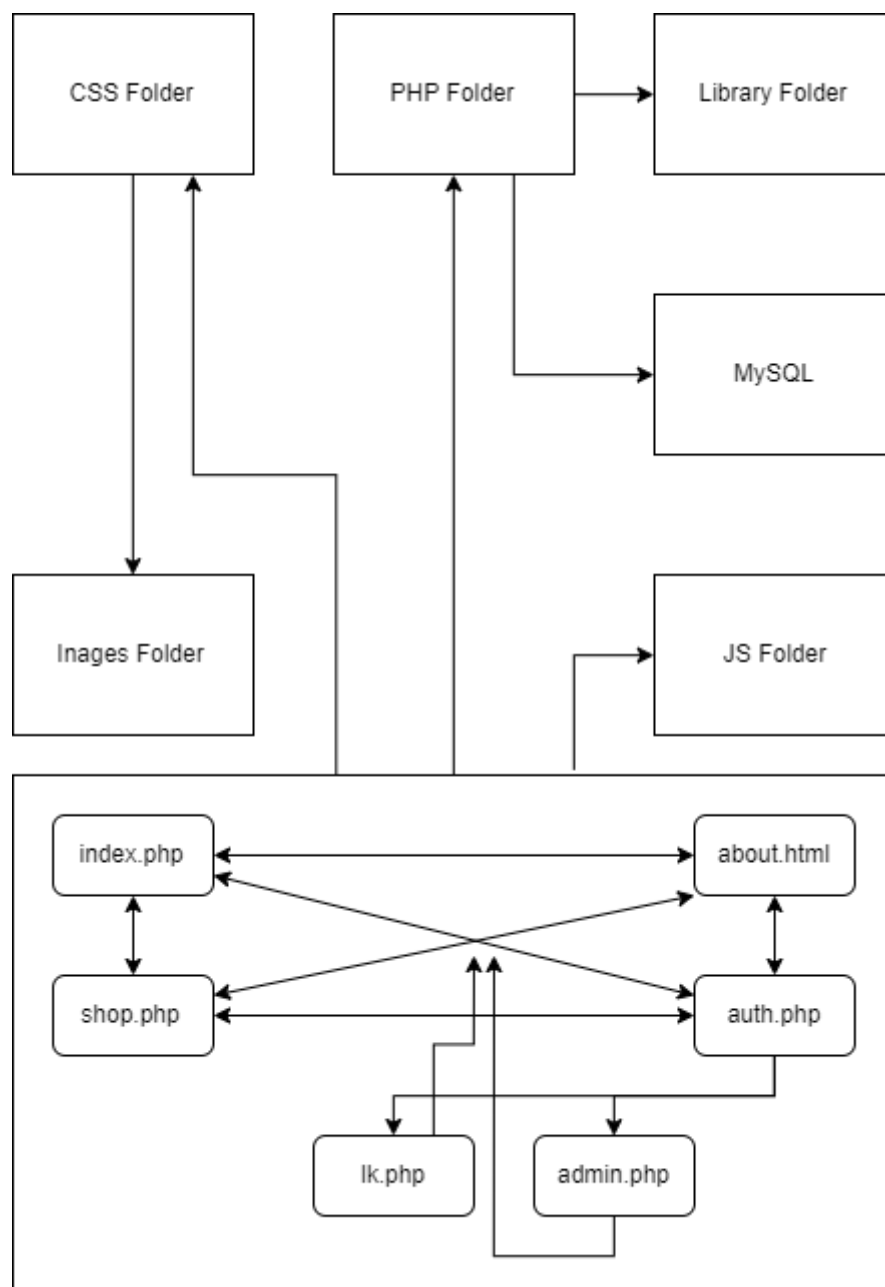 CSS Folder
PHP Folder
Library Folder
MySQL
Inages Folder
JS Folder
index.php
about.html
shop.php
auth.php
lk.php
admin.php